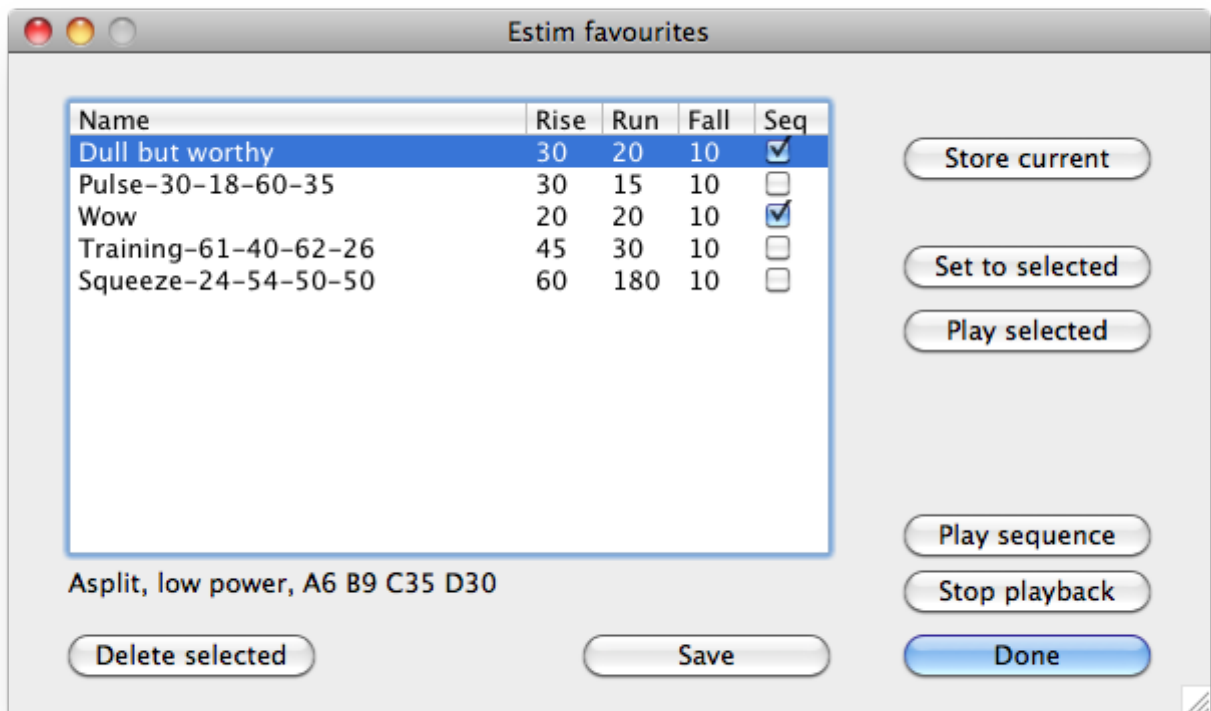 Estim favourites
Name Rise Run Fall Seq
Dull but worthy 30 20 10
Pulse-30-18-60-35 30 15 10
Wow 20 20 10
Training-61-40-62-26 45 30 10
Squeeze-24-54-50-50 60 180 10
Store current
Set to selected
Play selected
Play sequence
Asplit, low power, A6 B9 C35 D30
Stop playback
Delete selected
Save
Done